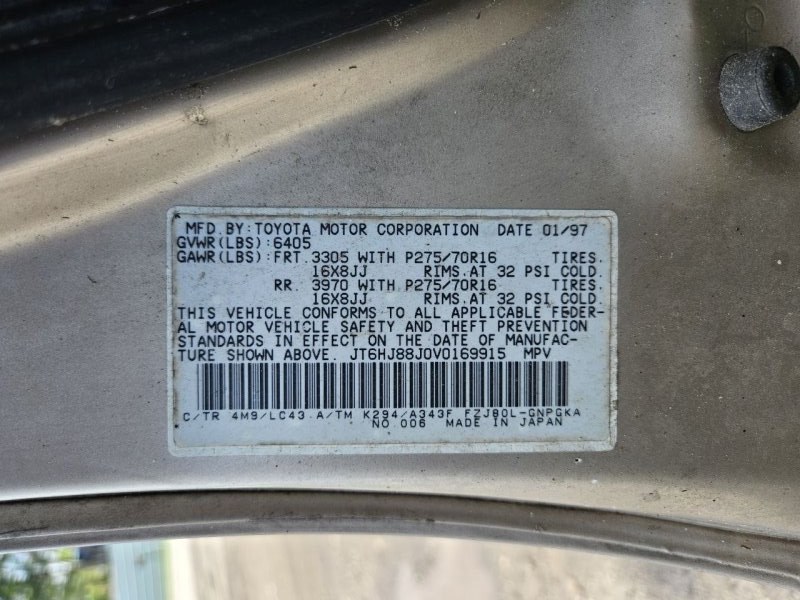 MFD. BY: TOYOTA MOTOR CORPORATION DATE 01/97
GVWR(LBS): 6405
GAWR(LBS): FRT. 3305 WITH P275/70R16 TIRES.
16X8JJ RIMS. AT 32 PSI COLD.
RR. 3970 WITH P275/70R16 TIRES.
16X8JJ RIMS. AT 32 PSI COLD.
THIS VEHICLE CONFORMS TO ALL APPLICABLE FEDER-
AL MOTOR VEHICLE SAFETY AND THEFT PREVENTION
STANDARDS IN EFFECT ON THE DATE OF MANUFAC-
TURE SHOWN ABOVE. JT6HJ88J0V0169915 MPV
C/TR 4M9/LC43 A/TM K294/A343F FZJ80L-GNPGKA
NO 006 MADE IN JAPAN